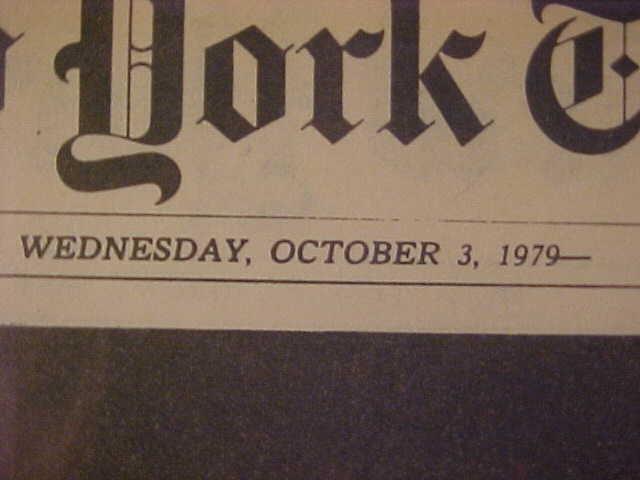 York
WEDNESDAY, OCTOBER 3, 1979—